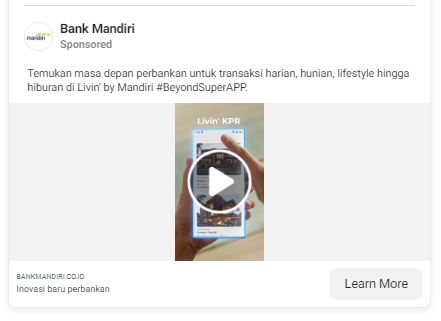 Bank Mandiri
mandiri
Sponsored
Temukan masa depan perbankan untuk transaksi harian, hunian, lifestyle hingga
hiburan di Livin' by Mandiri #BeyondSuperAPP.
Livin' KPR
BANKMANDIRI.CO.ID
Inovasi baru perbankan
Learn More